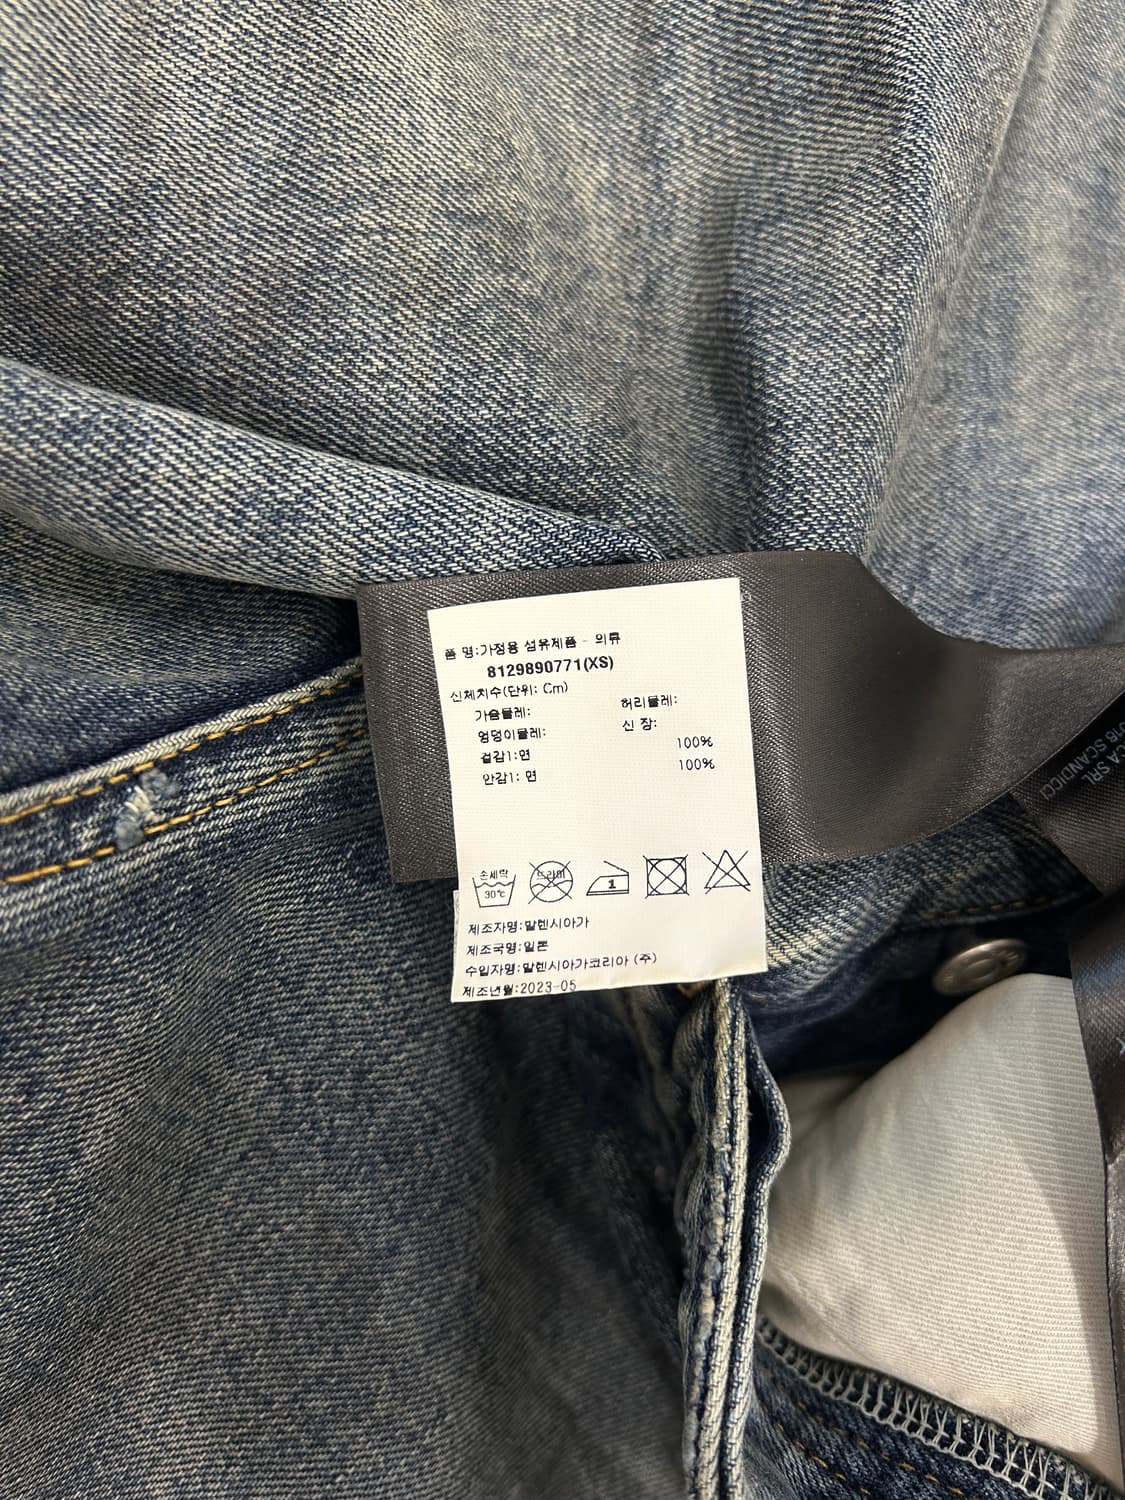 품 명:가정용 섬유제품 - 의류
8129890771(XS)
신체치수(단위: Cm)
가슴둘레: 허리둘레:
엉덩이둘레: 신 장:
겉감1:면 100%
안감1: 면 100%
손세탁
30℃
드라이
1
제조자명:발렌시아가
제조국명:일본
수입자명:발렌시아가코리아 (주)
제조년월:2023-05
A SRL
018 SCANDICCI